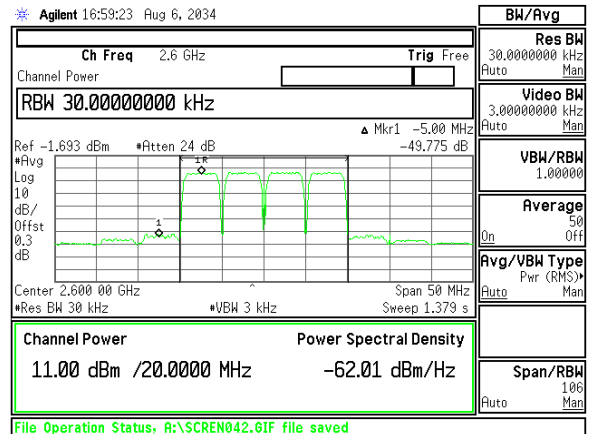 Agilent 16:59:23 Aug 6, 2034
BW/Avg
Ch Freq 2.6 GHz Trig Free
Channel Power
RBW 30.00000000 kHz
Δ Mkr1 -5.00 MHz
Ref -1.693 dBm #Atten 24 dB -49.775 dB
#Avg
Log
10
dB/
Offst
0.3
dB
1R
1
Center 2.600 00 GHz Span 50 MHz
#Res BW 30 kHz #VBW 3 kHz Sweep 1.379 s
Channel Power Power Spectral Density
11.00 dBm /20.0000 MHz -62.01 dBm/Hz
Res BW
30.0000000 kHz
Auto Man
Video BW
3.00000000 kHz
Auto Man
VBW/RBW
1.00000
Average
50
On Off
Avg/VBW Type
Pwr (RMS)
Auto Man
Span/RBW
106
Auto Man
File Operation Status, A:\SCREN042.GIF file saved